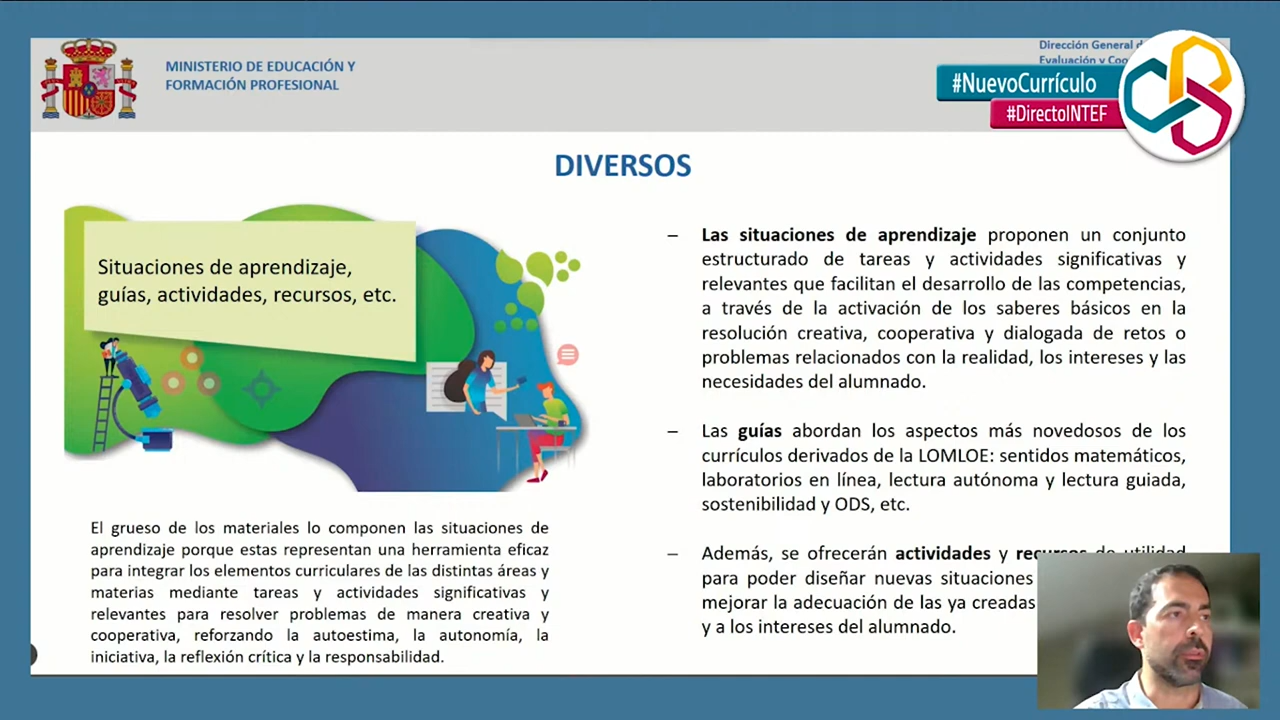 MINISTERIO DE EDUCACIÓN Y
FORMACIÓN PROFESIONAL
Dirección General
Evaluación y
#NuevoCurrículo
#DirectoINTEF
DIVERSOS
Situaciones de aprendizaje,
guías, actividades, recursos, etc.
El grueso de los materiales lo componen las situaciones de
aprendizaje porque estas representan una herramienta eficaz
para integrar los elementos curriculares de las distintas áreas y
materias mediante tareas y actividades significativas y
relevantes para resolver problemas de manera creativa y
cooperativa, reforzando la autoestima, la autonomía, la
iniciativa, la reflexión crítica y la responsabilidad.
– Las situaciones de aprendizaje proponen un conjunto
estructurado de tareas y actividades significativas y
relevantes que facilitan el desarrollo de las competencias,
a través de la activación de los saberes básicos en la
resolución creativa, cooperativa y dialogada de retos o
problemas relacionados con la realidad, los intereses y las
necesidades del alumnado.
– Las guías abordan los aspectos más novedosos de los
currículos derivados de la LOMLOE: sentidos matemáticos,
laboratorios en línea, lectura autónoma y lectura guiada,
sostenibilidad y ODS, etc.
– Además, se ofrecerán actividades y recursos de utilidad
para poder diseñar nuevas situaciones
mejorar la adecuación de las ya creadas
y a los intereses del alumnado.